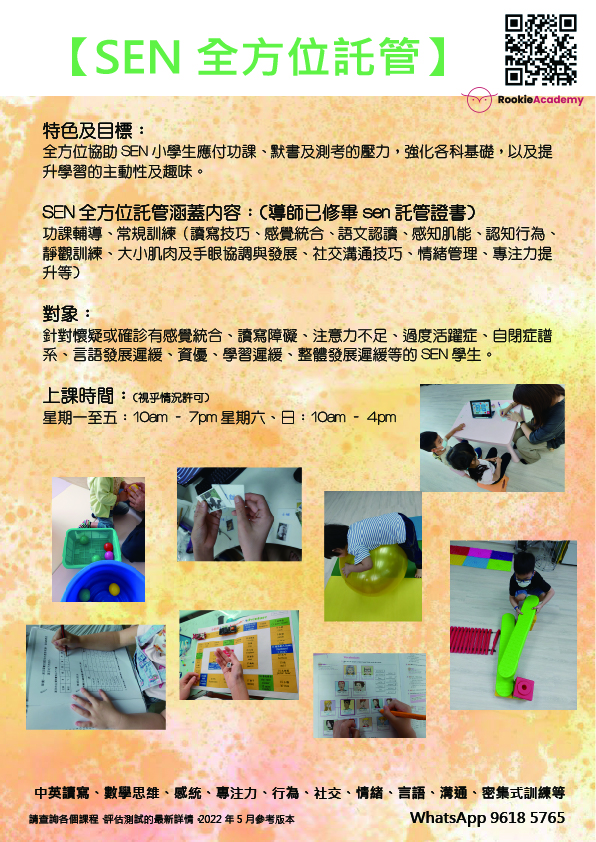 【SEN 全方位託管】
RookieAcademy
特色及目標：
全方位協助 SEN 小學生應付功課、默書及測考的壓力，強化各科基礎，以及提
升學習的主動性及趣味。
SEN 全方位託管涵蓋內容：（導師已修畢 sen 託管證書）
功課輔導、常規訓練（讀寫技巧、感覺統合、語文認讀、感知肌能、認知行為、
靜觀訓練、大小肌肉及手眼協調與發展、社交溝通技巧、情緒管理、專注力提
升等）
對象：
針對懷疑或確診有感覺統合、讀寫障礙、注意力不足、過度活躍症、自閉症譜
系、言語發展遲緩、資優、學習遲緩、整體發展遲緩等的 SEN 學生。
上課時間：（視乎情況許可）
星期一至五：10am - 7pm 星期六、日：10am - 4pm
中英讀寫、數學思維、感統、專注力、行為、社交、情緒、言語、溝通、密集式訓練等
請查詢各個課程、評估測試的最新詳情。2022 年 5 月參考版本
WhatsApp 9618 5765